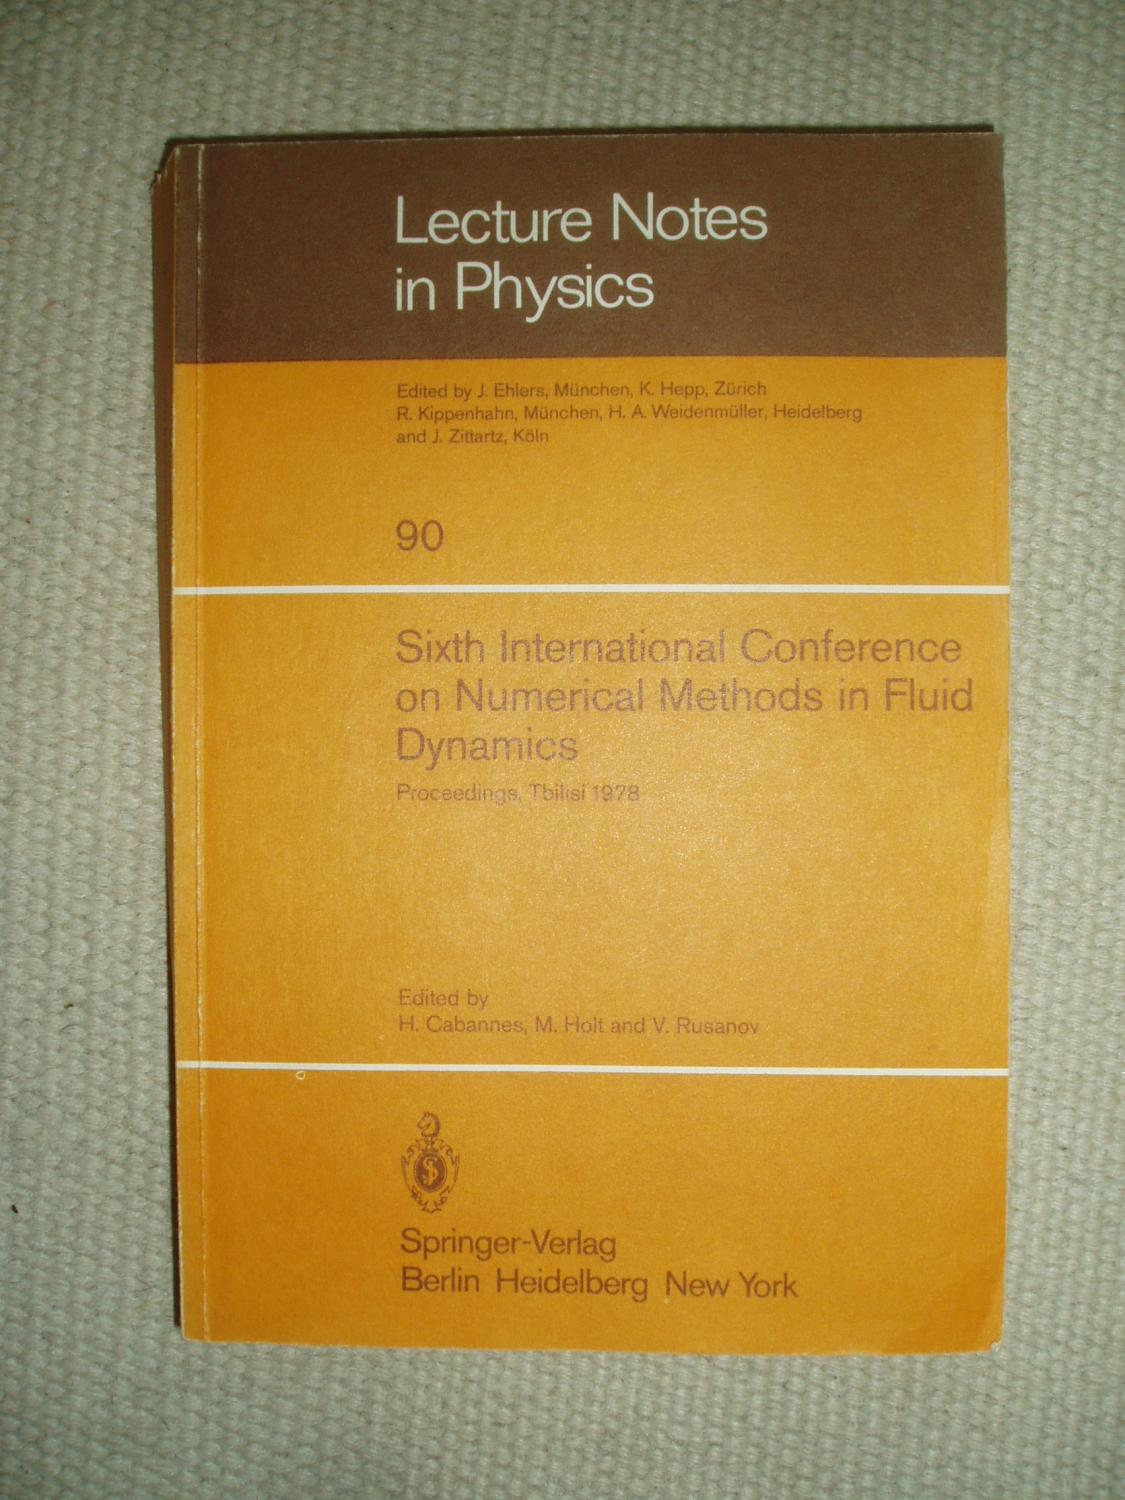 Lecture Notes
in Physics
Edited by J. Ehlers, München, K. Hepp, Zürich
R. Kippenhahn, München, H. A. Weidenmüller, Heidelberg
and J. Zittartz, Köln
90
Sixth International Conference
on Numerical Methods in Fluid
Dynamics
Proceedings, Tbilisi 1978
Edited by
H. Cabannes, M. Holt and V. Rusanov
Springer-Verlag
Berlin Heidelberg New York